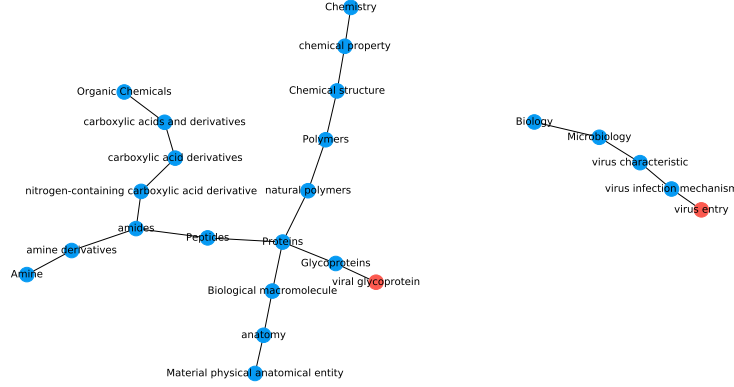 Chemistry
chemical property
Organic Chemicals
Chemical structure
carboxylic acids and derivatives
Biology
Microbiology
Polymers
carboxylic acid derivatives
virus characteristic
nitrogen-containing carboxylic acid derivative
natural polymers
virus infection mechanism
virus entry
amides
Peptides
Proteins
amine derivatives
Glycoproteins
Amine
viral glycoprotein
Biological macromolecule
anatomy
Material physical anatomical entity